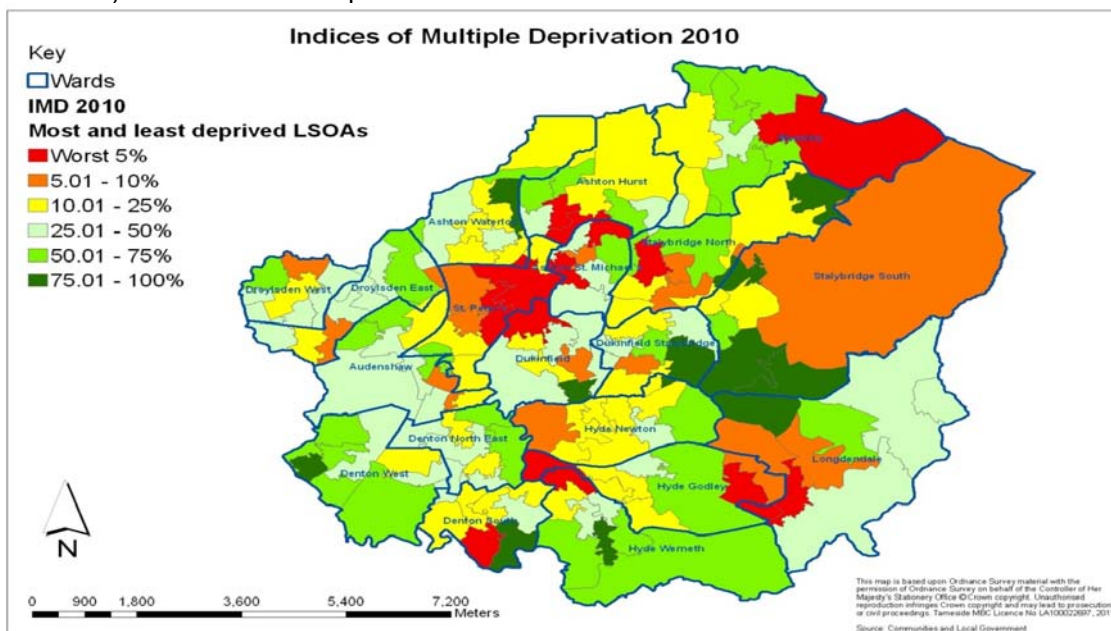 Indices of Multiple Deprivation 2010
Key
Wards
IMD 2010
Most and least deprived LSOAs
Worst 5%
5.01 - 10%
10.01 - 25%
25.01 - 50%
50.01 - 75%
75.01 - 100%
Ashton Hurst
Ashton Waterloo
Stalybridge North
St. Michael's
Stalybridge South
Droylsden West
Droylsden East
St. Peter's
Dukinfield Stalybridge
Dukinfield
Audenshaw
Hyde Newton
Denton North East
Longdendale
Denton West
Hyde Godley
Denton South
Hyde Werneth
N
0 900 1,800 3,600 5,400 7,200
Meters
This map is based upon Ordnance Survey material with the
permission of Ordnance Survey on behalf of the Controller of Her
Majesty's Stationery Office © Crown copyright. Unauthorised
reproduction infringes Crown copyright and may lead to prosecution
or civil proceedings. Tameside MBC Licence No LA100022697, 201
Source: Communities and Local Government